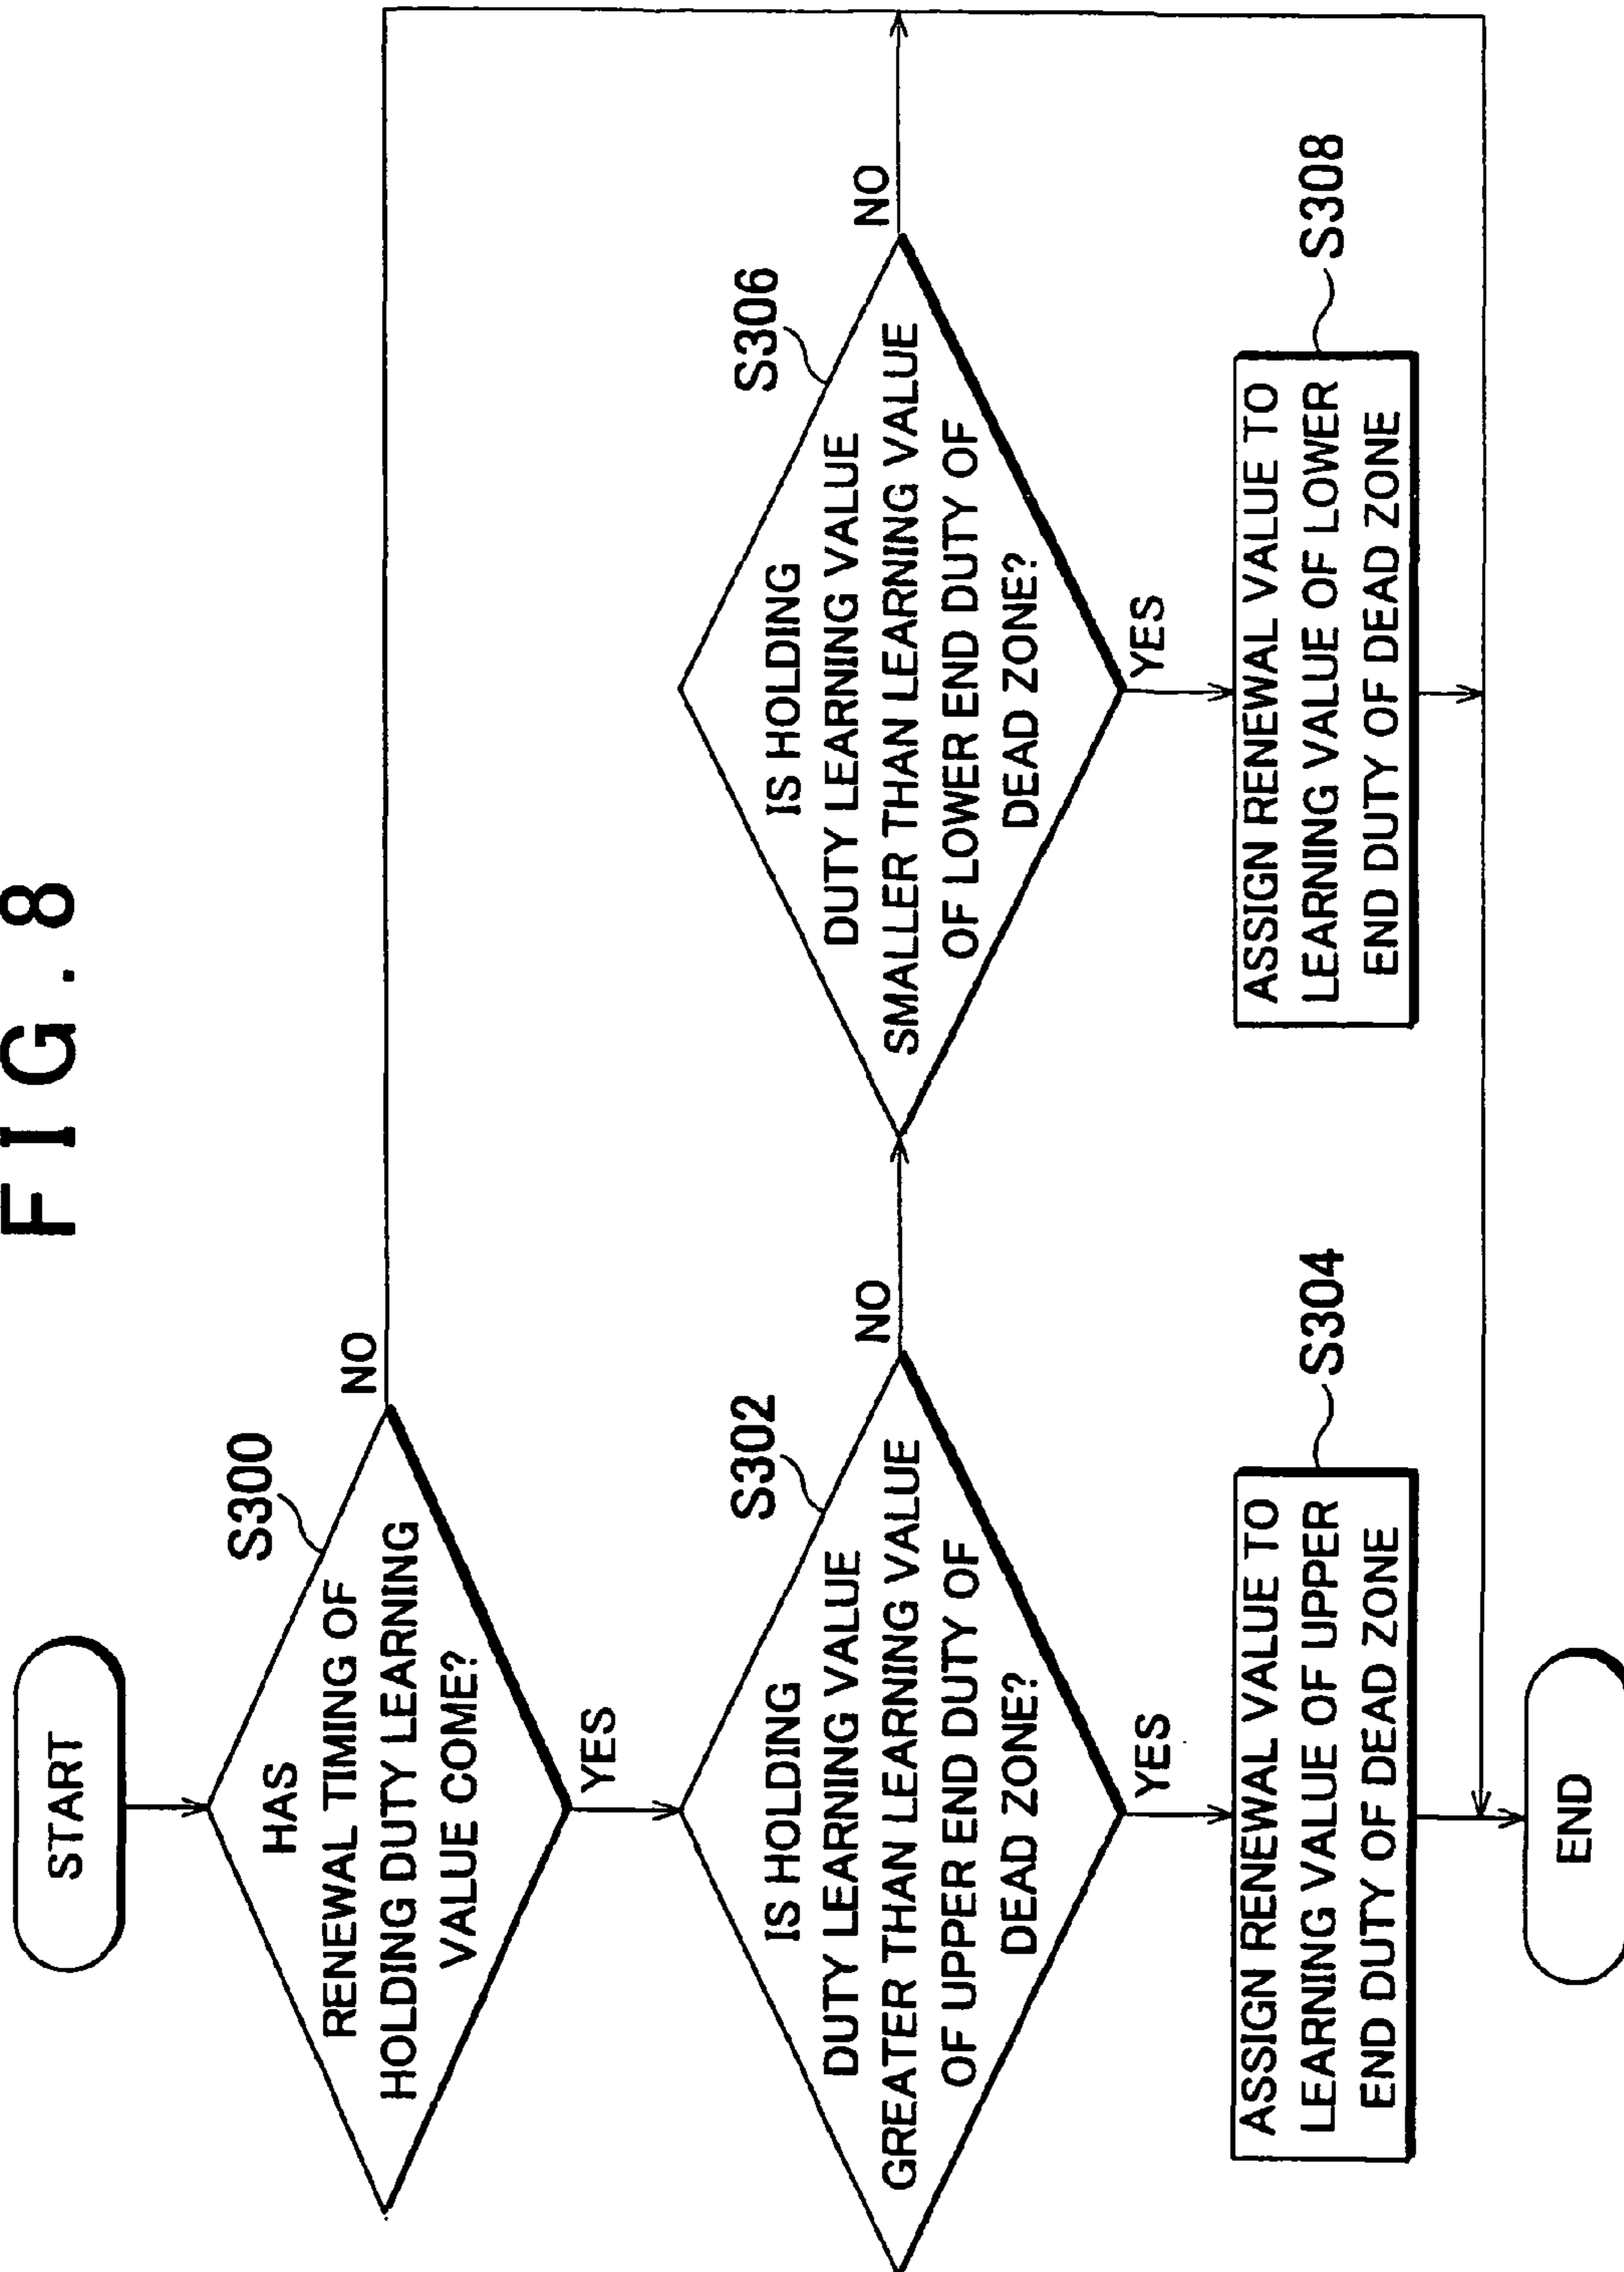 FIG. 8
START
S300
HAS
RENEWAL TIMING OF
HOLDING DUTY LEARNING
VALUE COME?
NO
YES
S302
IS HOLDING
DUTY LEARNING VALUE
GREATER THAN LEARNING VALUE
OF UPPER END DUTY OF
DEAD ZONE?
NO
YES
S306
IS HOLDING
DUTY LEARNING VALUE
SMALLER THAN LEARNING VALUE
OF LOWER END DUTY OF
DEAD ZONE?
NO
YES
S304
ASSIGN RENEWAL VALUE TO
LEARNING VALUE OF UPPER
END DUTY OF DEAD ZONE
S308
ASSIGN RENEWAL VALUE TO
LEARNING VALUE OF LOWER
END DUTY OF DEAD ZONE
END